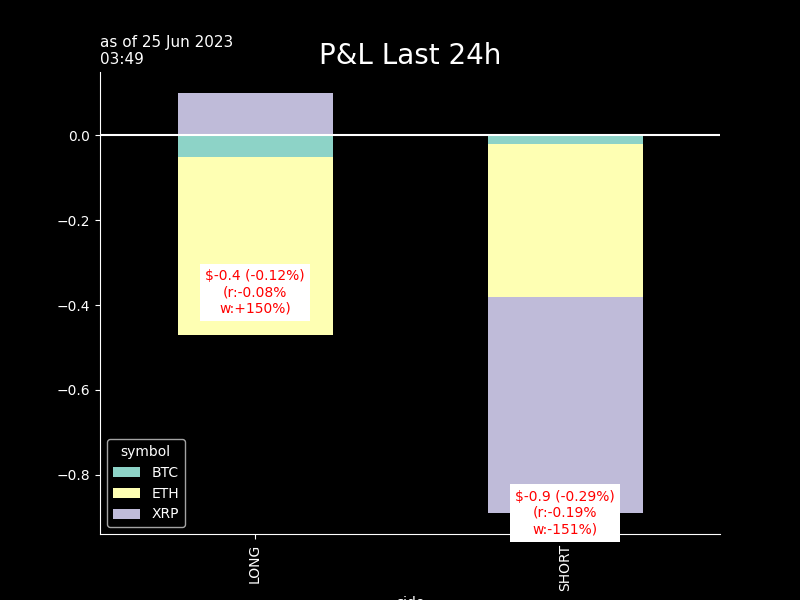 as of 25 Jun 2023
03:49
P&L Last 24h
0.0
−0.2
−0.4
−0.6
−0.8
$-0.4 (-0.12%)
(r:-0.08%
w:+150%)
$-0.9 (-0.29%)
(r:-0.19%
w:-151%)
symbol
BTC
ETH
XRP
LONG
SHORT